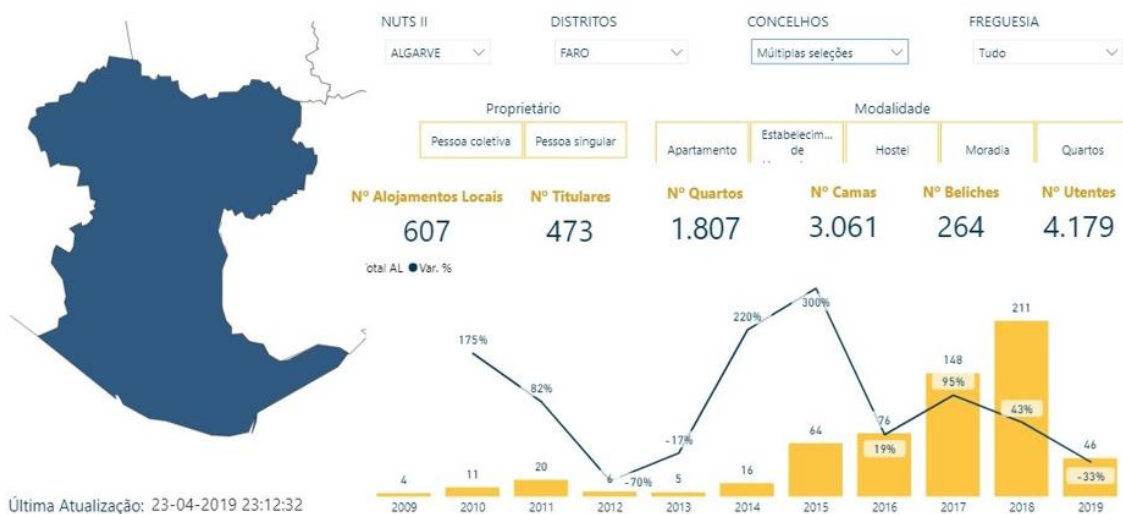 NUTS II
DISTRITOS
CONCELHOS
FREGUESIA
ALGARVE
FARO
Múltiplas seleções
Tudo
Proprietário
Modalidade
Pessoa coletiva
Pessoa singular
Apartamento
Estabelecim...
de
Hostel
Moradia
Quartos
Nº Alojamentos Locais
Nº Titulares
Nº Quartos
Nº Camas
Nº Beliches
Nº Utentes
607
473
1.807
3.061
264
4.179
otal AL Var. %
175%
82%
-70%
-17%
220%
300%
19%
95%
43%
-33%
4
11
20
6
5
16
64
76
148
211
46
2009
2010
2011
2012
2013
2014
2015
2016
2017
2018
2019
Última Atualização: 23-04-2019 23:12:32